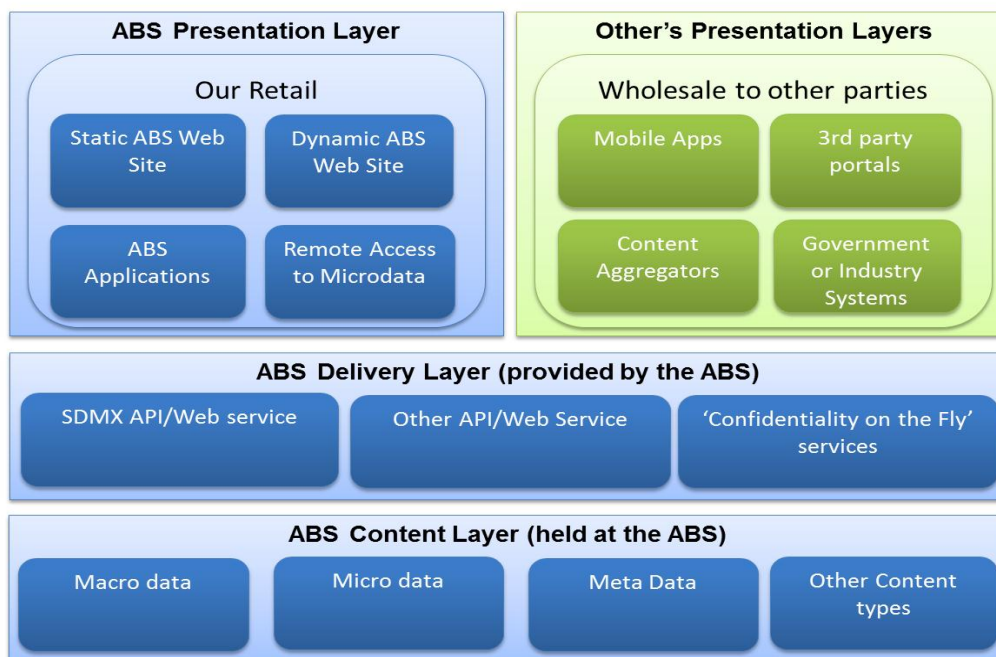 ABS Presentation Layer
Our Retail
Static ABS Web
Site
Dynamic ABS
Web Site
ABS
Applications
Remote Access
to Microdata
Other's Presentation Layers
Wholesale to other parties
Mobile Apps
3rd party
portals
Content
Aggregators
Government
or Industry
Systems
ABS Delivery Layer (provided by the ABS)
SDMX API/Web service
Other API/Web Service
‘Confidentiality on the Fly’
services
ABS Content Layer (held at the ABS)
Macro data
Micro data
Meta Data
Other Content
types